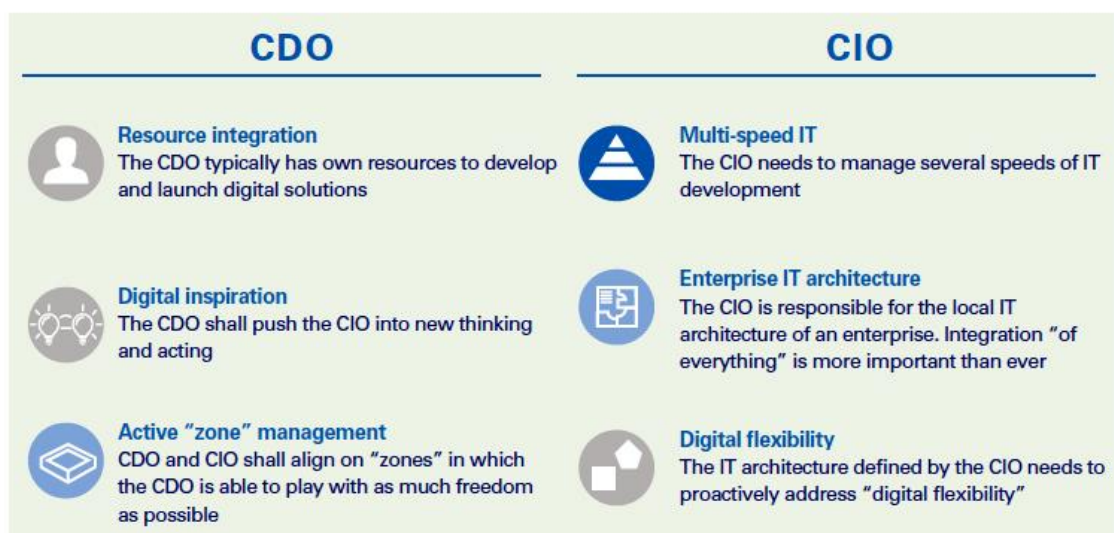 CDO
Resource integration
The CDO typically has own resources to develop
and launch digital solutions
Digital inspiration
The CDO shall push the CIO into new thinking
and acting
Active “zone” management
CDO and CIO shall align on “zones” in which
the CDO is able to play with as much freedom
as possible
CIO
Multi-speed IT
The CIO needs to manage several speeds of IT
development
Enterprise IT architecture
The CIO is responsible for the local IT
architecture of an enterprise. Integration “of
everything” is more important than ever
Digital flexibility
The IT architecture defined by the CIO needs to
proactively address “digital flexibility”